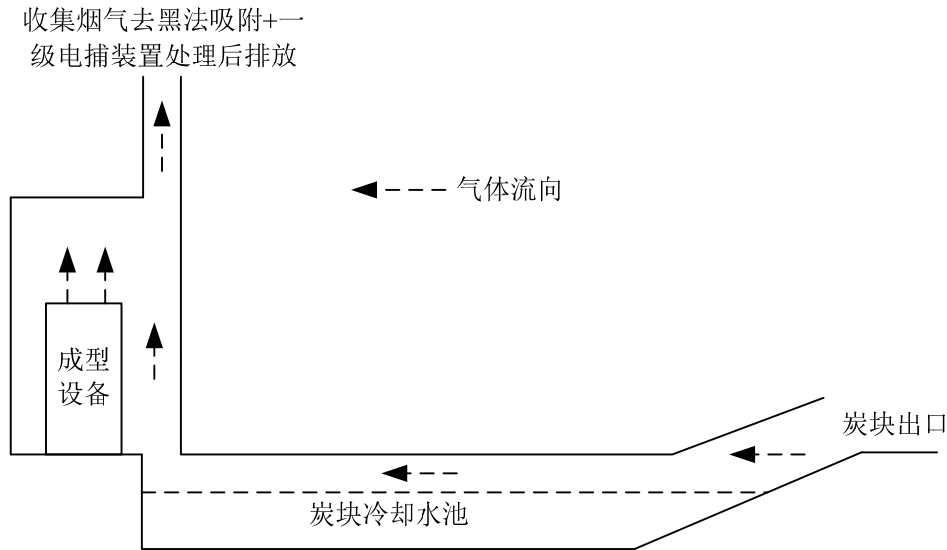 收集烟气去黑法吸附+一
级电捕装置处理后排放
气体流向
成型
设备
炭块出口
炭块冷却水池